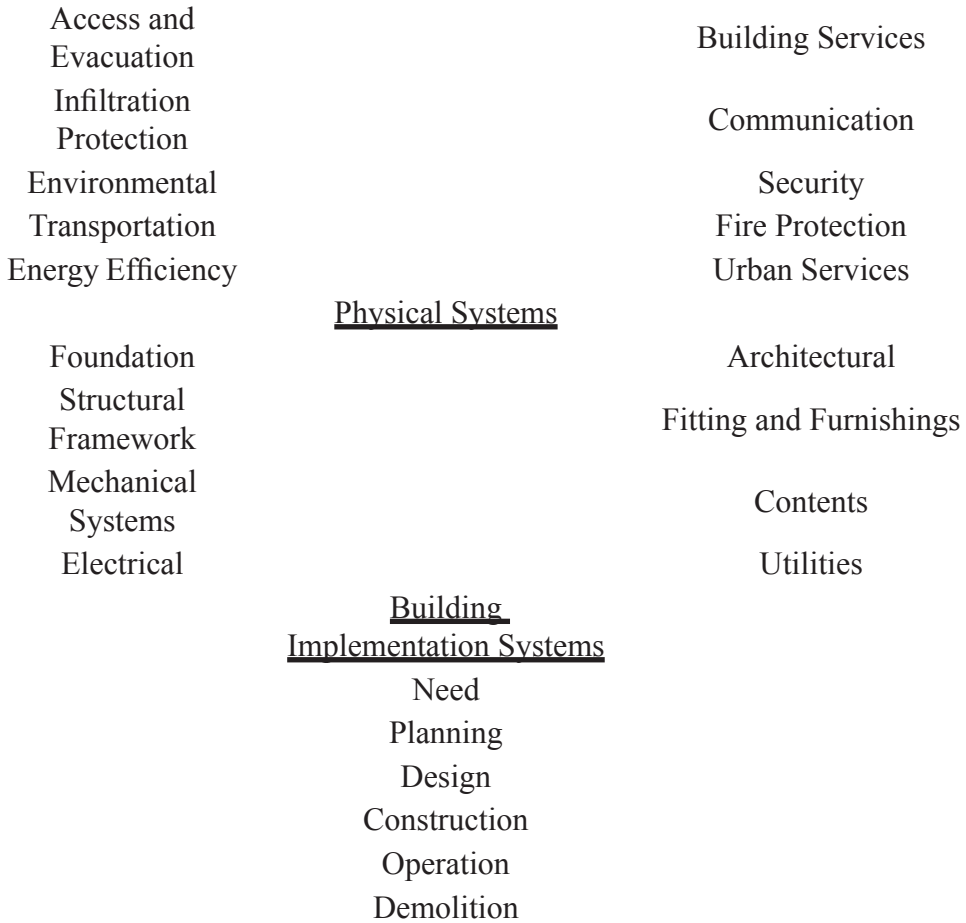 Access and
Evacuation
Building Services
Infiltration
Protection
Communication
Environmental
Security
Transportation
Fire Protection
Energy Efficiency
Urban Services
Physical Systems
Foundation
Architectural
Structural
Framework
Fitting and Furnishings
Mechanical
Systems
Contents
Electrical
Utilities
Building
Implementation Systems
Need
Planning
Design
Construction
Operation
Demolition